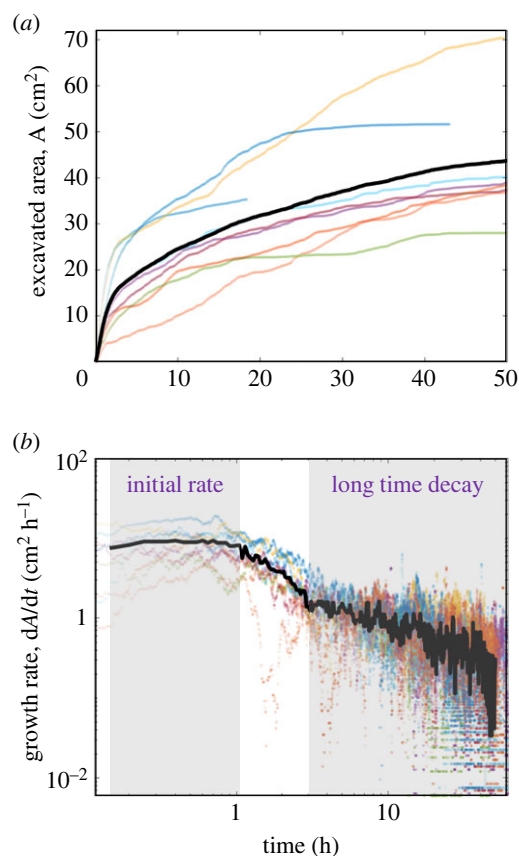 (a)
70
60
50
40
30
20
10
0
10
20
30
40
50
excavated area, A (cm²)
(b)
10²
1
10⁻²
growth rate, dA/dt (cm² h⁻¹)
initial rate
long time decay
1
10
time (h)